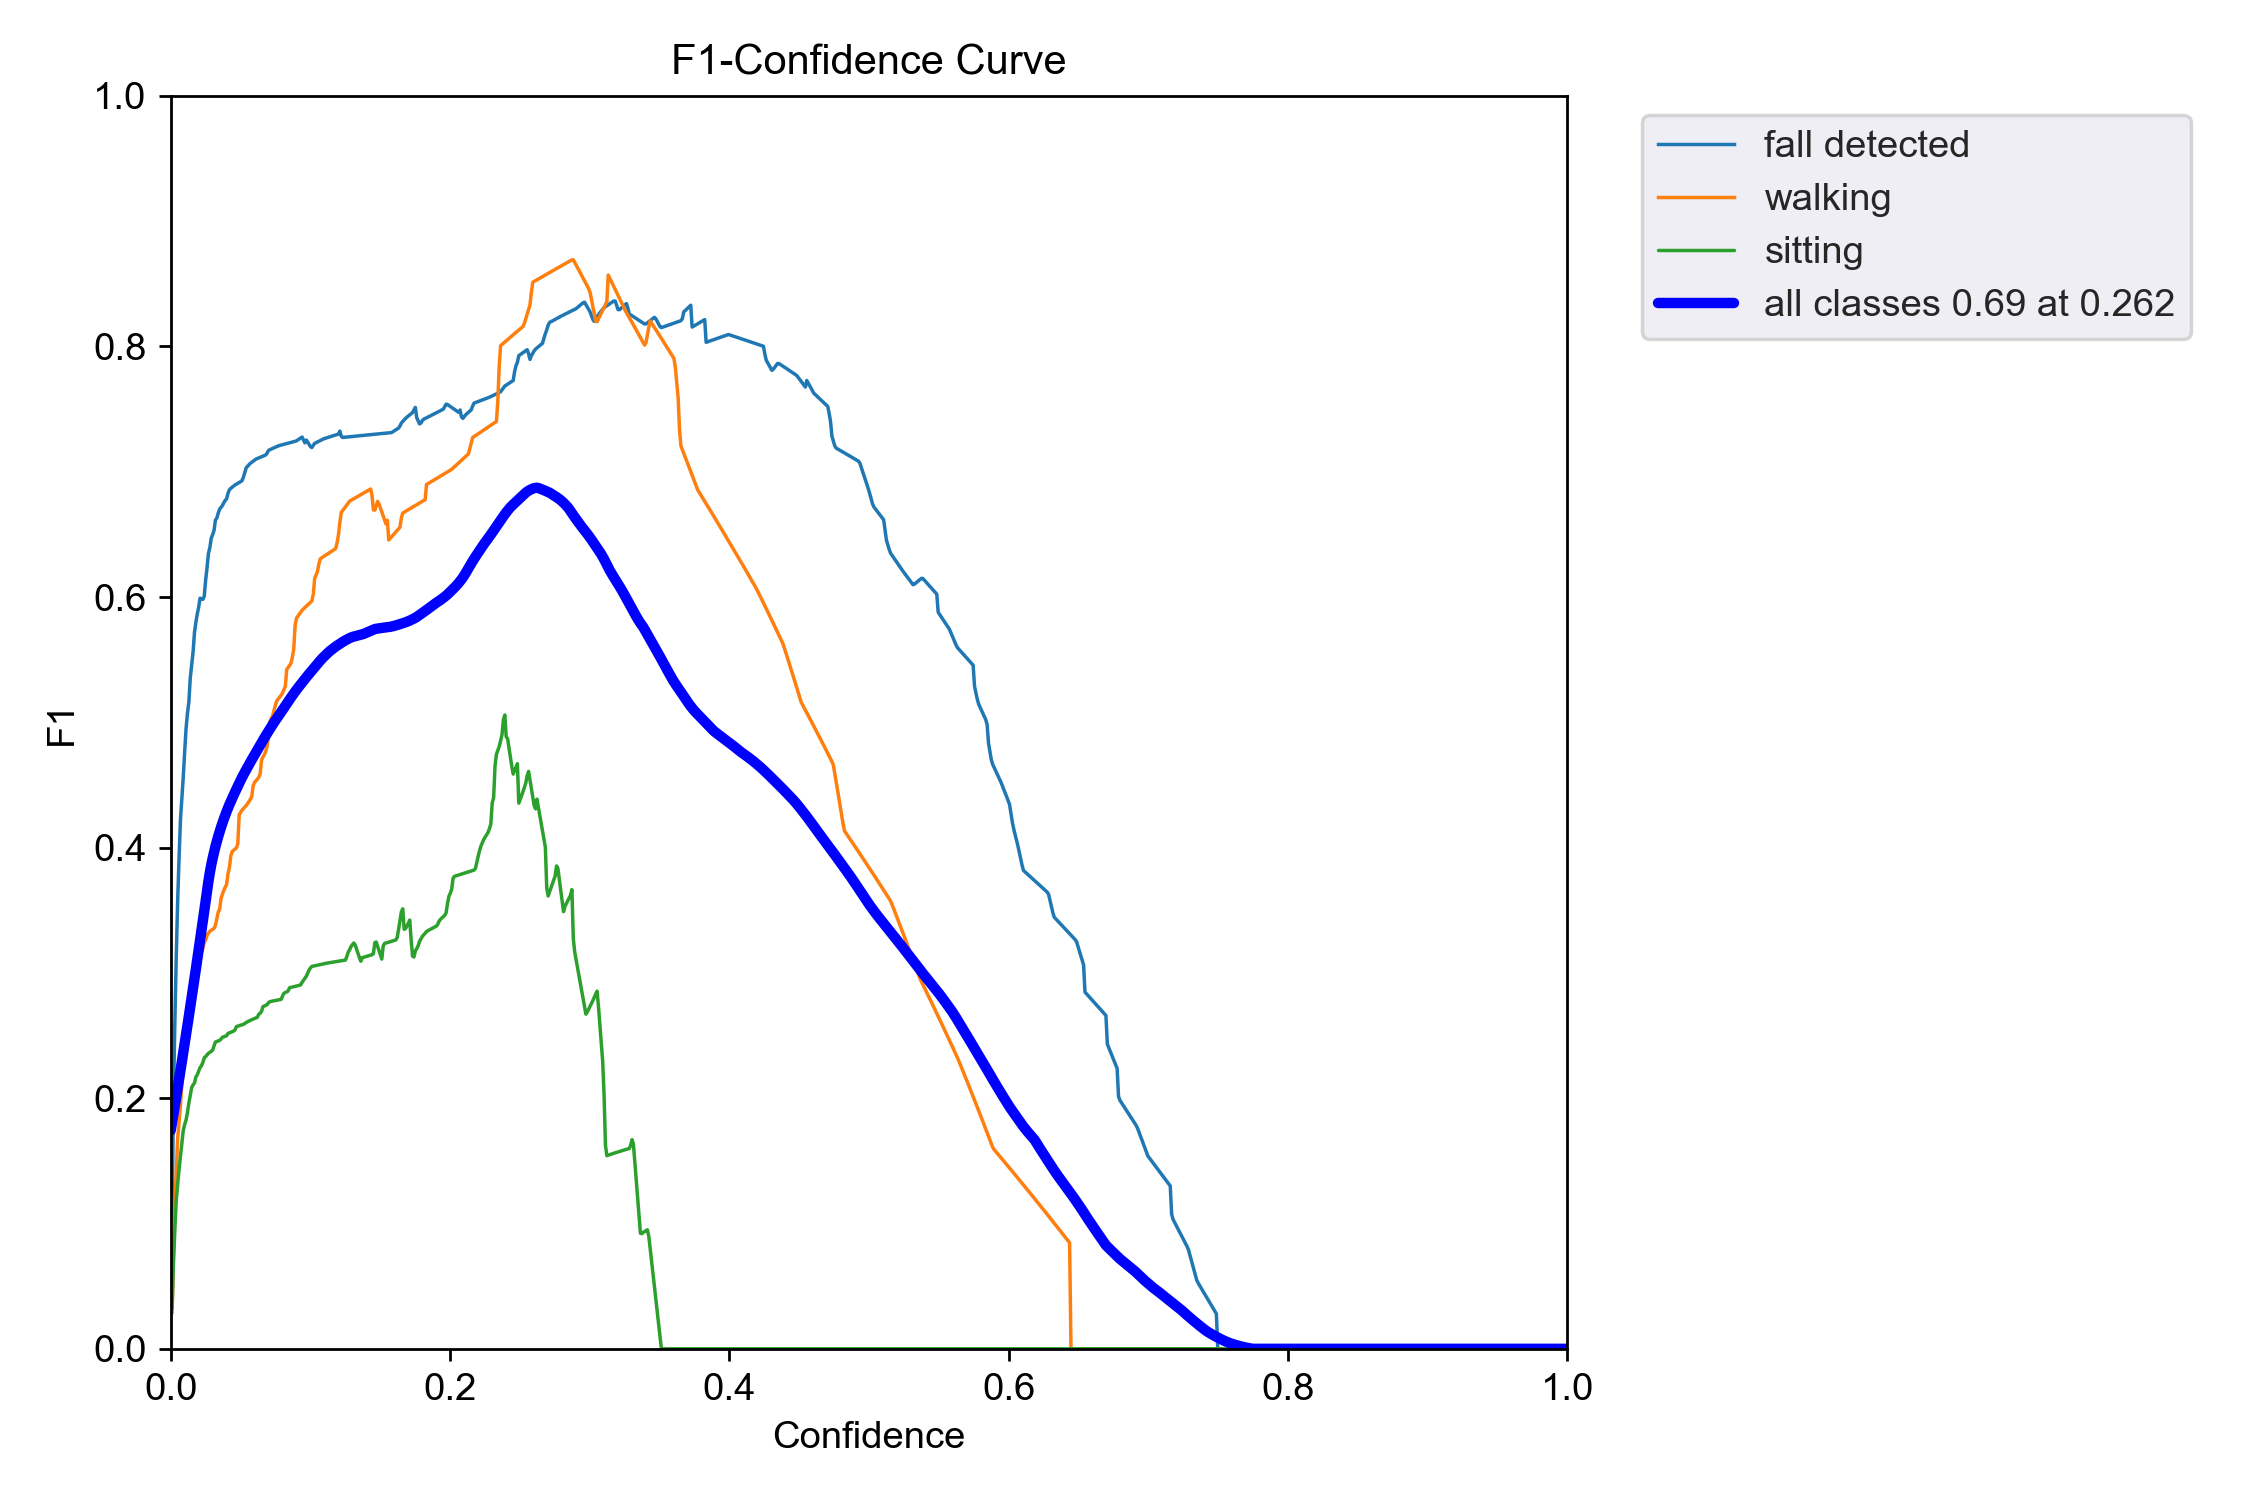 F1-Confidence Curve
1.0
0.8
0.6
0.4
0.2
0.0
F1
0.0 0.2 0.4 0.6 0.8 1.0
Confidence
fall detected
walking
sitting
all classes 0.69 at 0.262